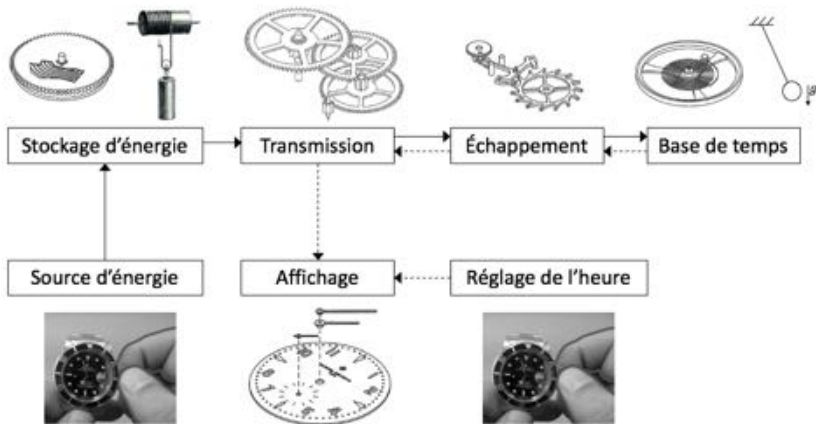 Stockage d'énergie
Transmission
Échappement
Base de temps
Source d'énergie
Affichage
Réglage de l'heure